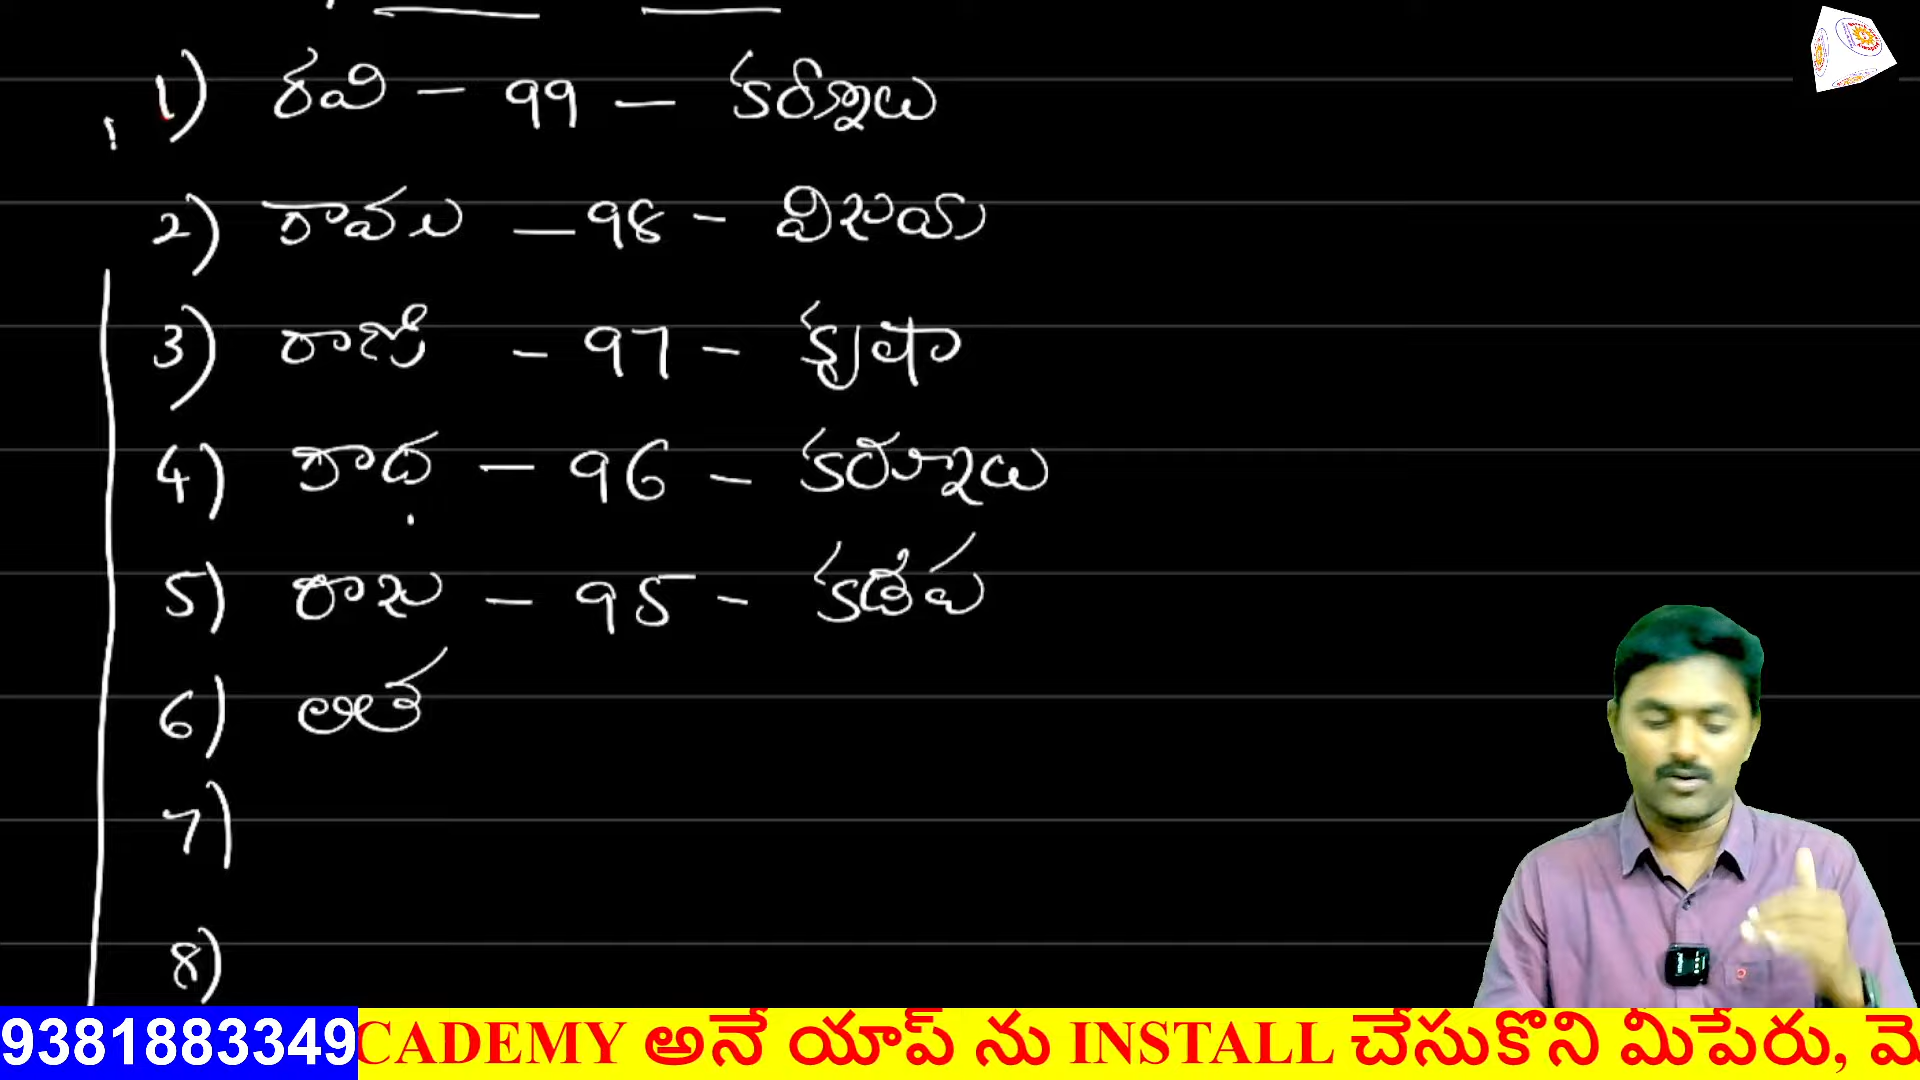 1) రవి - 99 - కర్నూలు
2) రాము - 98 - విజయ
3) రాణి - 97 - కృష్ణా
4) రాధ - 96 - కర్నూలు
5) రాజు - 95 - కడప
6) లత
7)
8)
9381883349 CADEMY అనే యాప్ ను INSTALL చేసుకొని మీపేరు, మె